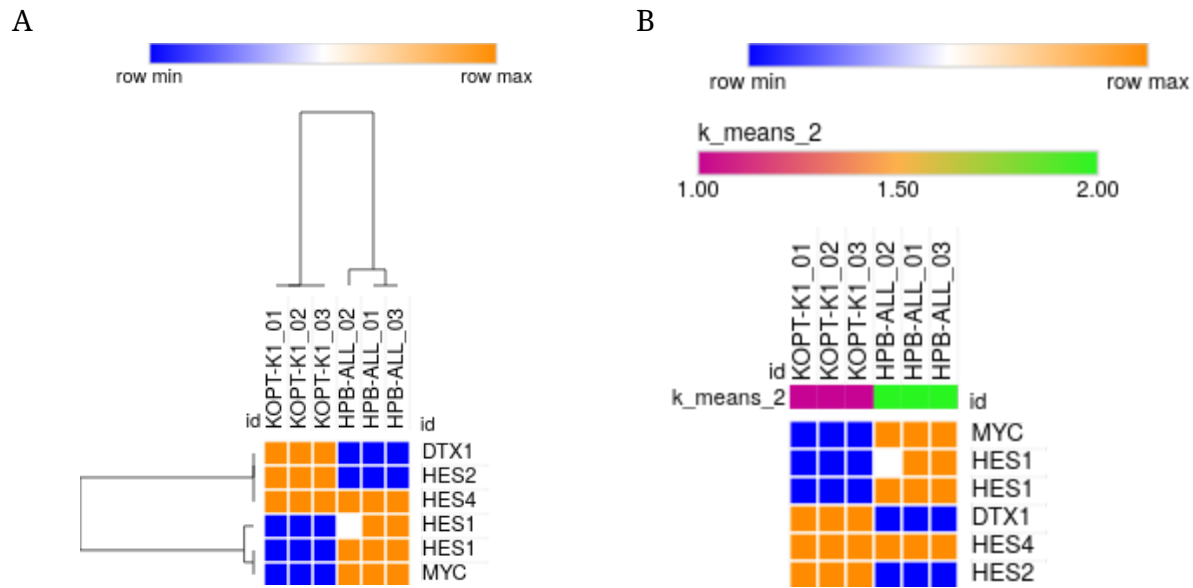 A
row min row max
KOPT-K1_01
KOPT-K1_02
KOPT-K1_03
HPB-ALL_02
HPB-ALL_01
HPB-ALL_03
id id
DTX1
HES2
HES4
HES1
HES1
MYC
B
row min row max
k_means_2
1.00 1.50 2.00
KOPT-K1_01
KOPT-K1_02
KOPT-K1_03
HPB-ALL_02
HPB-ALL_01
HPB-ALL_03
id
k_means_2 id
MYC
HES1
HES1
DTX1
HES4
HES2